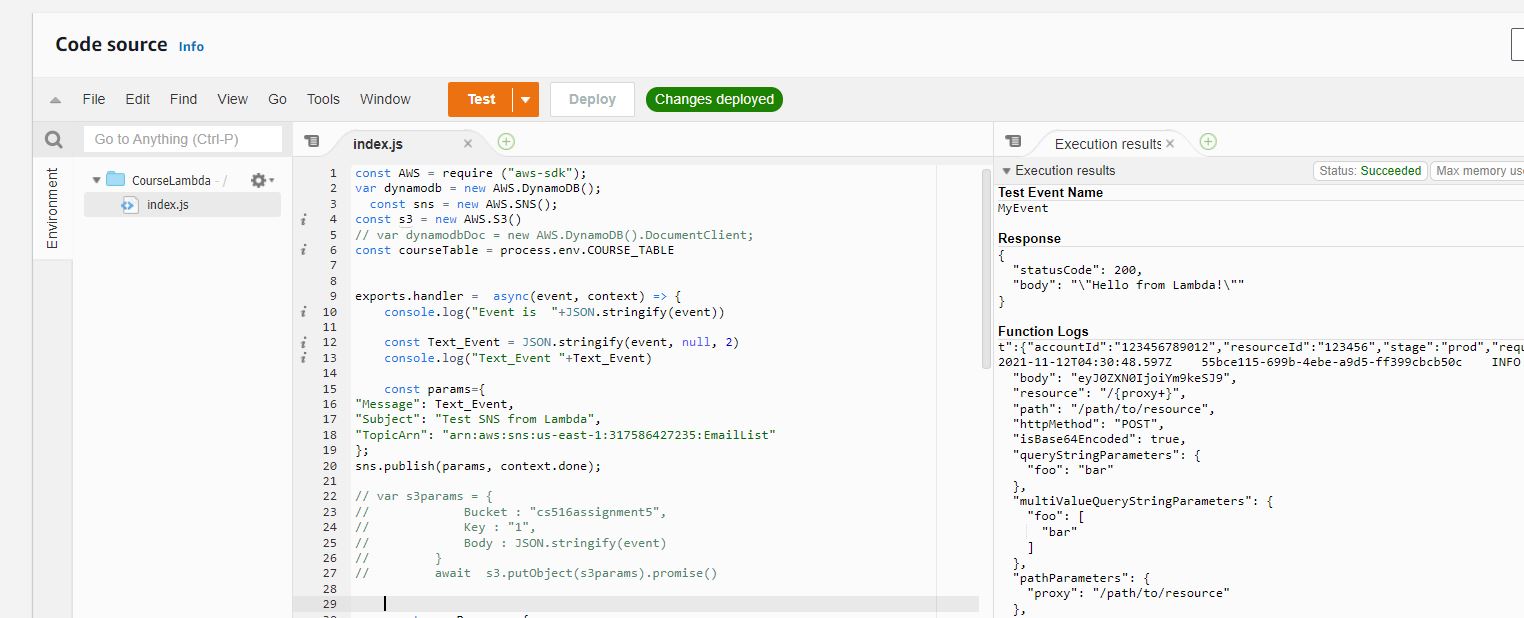 Code source Info
File Edit Find View Go Tools Window Test Deploy Changes deployed
Go to Anything (Ctrl-P)
Environment
CourseLambda - /
index.js
index.js
1 const AWS = require ("aws-sdk");
2 var dynamodb = new AWS.DynamoDB();
3 const sns = new AWS.SNS();
4 const s3 = new AWS.S3()
5 // var dynamodbDoc = new AWS.DynamoDB().DocumentClient;
6 const courseTable = process.env.COURSE_TABLE
7
8
9 exports.handler = async(event, context) => {
10 console.log("Event is "+JSON.stringify(event))
11
12 const Text_Event = JSON.stringify(event, null, 2)
13 console.log("Text_Event "+Text_Event)
14
15 const params={
16 "Message": Text_Event,
17 "Subject": "Test SNS from Lambda",
18 "TopicArn": "arn:aws:sns:us-east-1:317586427235:EmailList"
19 };
20 sns.publish(params, context.done);
21
22 // var s3params = {
23 // Bucket : "cs516assignment5",
24 // Key : "1",
25 // Body : JSON.stringify(event)
26 // }
27 // await s3.putObject(s3params).promise()
28
29
Execution results
Execution results
Status: Succeeded
Max memory use
Test Event Name
MyEvent
Response
{
"statusCode": 200,
"body": "\"Hello from Lambda!\""
}
Function Logs
t":{"accountId":"123456789012","resourceId":"123456","stage":"prod","requ
2021-11-12T04:30:48.597Z 55bce115-699b-4ebe-a9d5-ff399cbcb50c INFO
"body": "eyJ0ZXN0IjoiYm9keSJ9",
"resource": "/{proxy+}",
"path": "/path/to/resource",
"httpMethod": "POST",
"isBase64Encoded": true,
"queryStringParameters": {
"foo": "bar"
},
"multiValueQueryStringParameters": {
"foo": [
"bar"
]
},
"pathParameters": {
"proxy": "/path/to/resource"
},